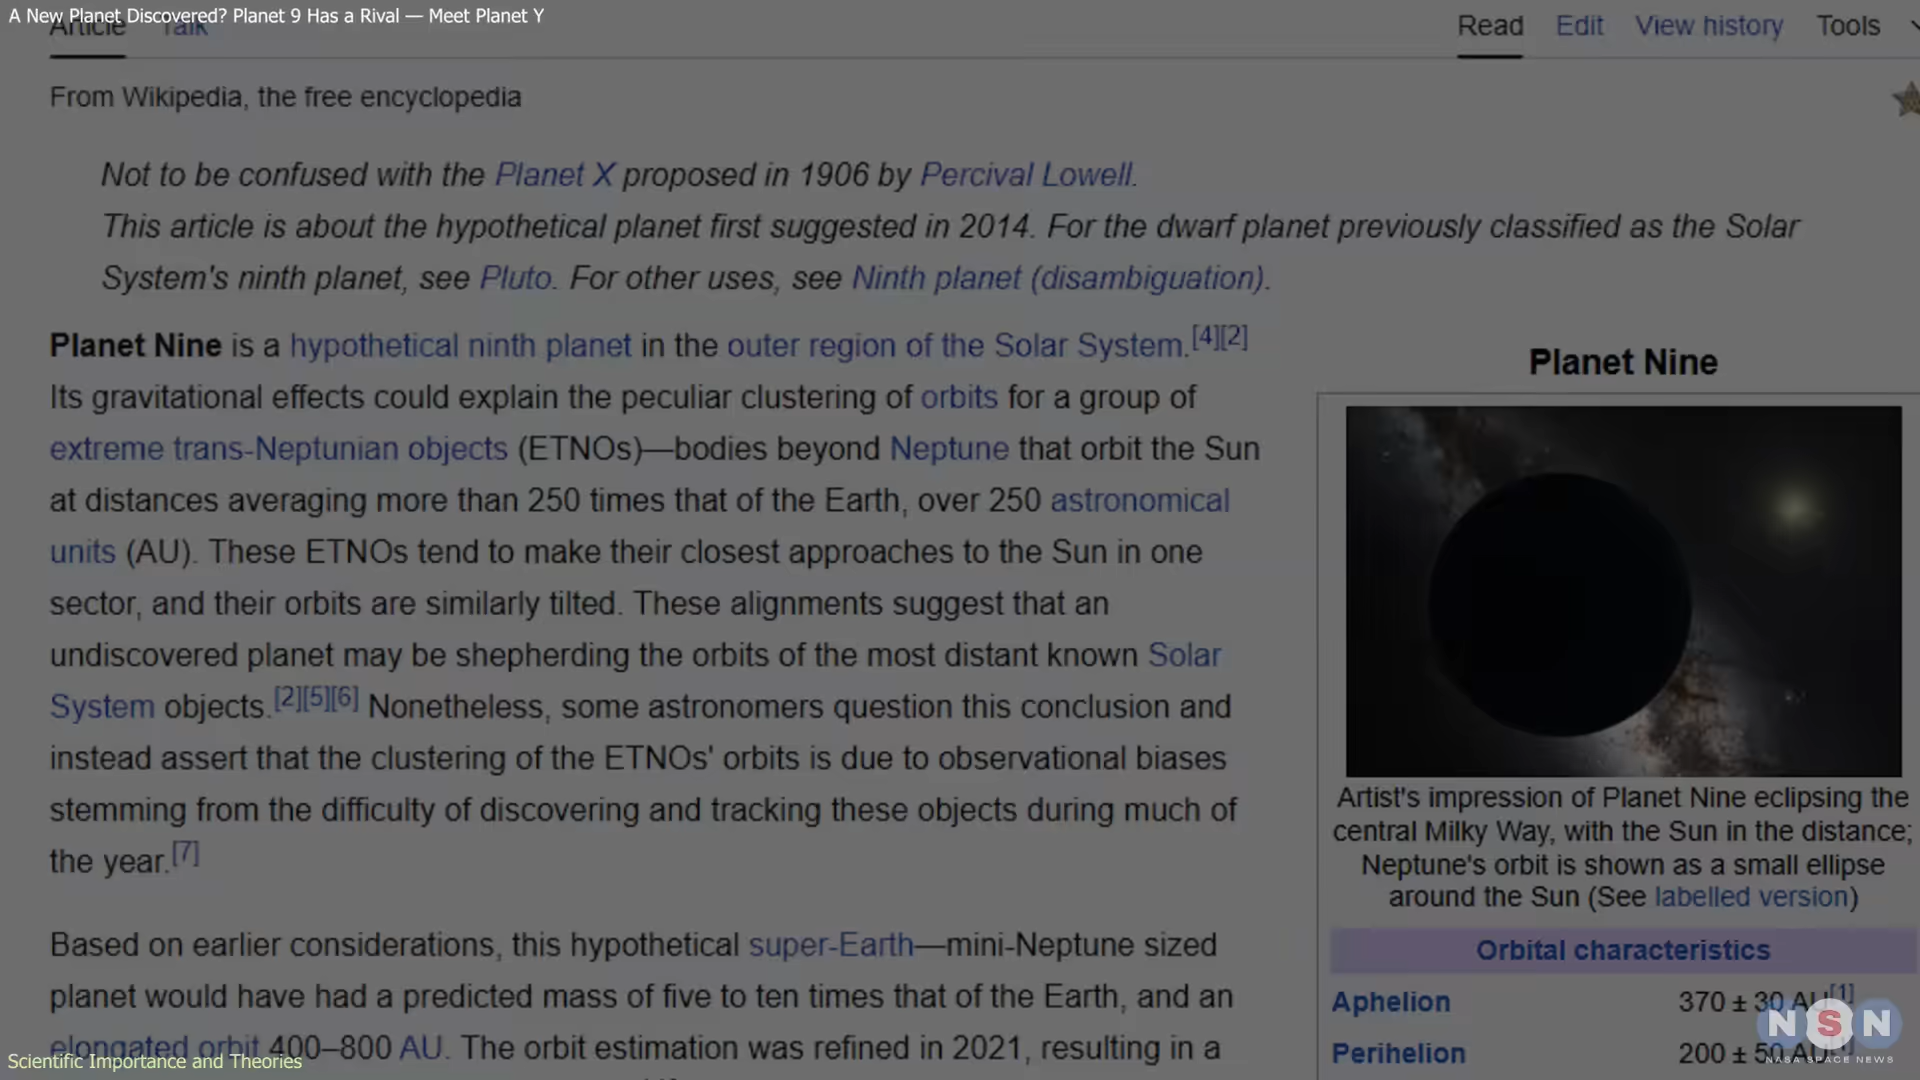 A New Planet Discovered? Planet 9 Has a Rival — Meet Planet Y
Article Talk
Read Edit View history Tools
From Wikipedia, the free encyclopedia
Not to be confused with the Planet X proposed in 1906 by Percival Lowell.
This article is about the hypothetical planet first suggested in 2014. For the dwarf planet previously classified as the Solar
System's ninth planet, see Pluto. For other uses, see Ninth planet (disambiguation).
Planet Nine is a hypothetical ninth planet in the outer region of the Solar System.[4][2]
Its gravitational effects could explain the peculiar clustering of orbits for a group of
extreme trans-Neptunian objects (ETNOs)—bodies beyond Neptune that orbit the Sun
at distances averaging more than 250 times that of the Earth, over 250 astronomical
units (AU). These ETNOs tend to make their closest approaches to the Sun in one
sector, and their orbits are similarly tilted. These alignments suggest that an
undiscovered planet may be shepherding the orbits of the most distant known Solar
System objects.[2][5][6] Nonetheless, some astronomers question this conclusion and
instead assert that the clustering of the ETNOs' orbits is due to observational biases
stemming from the difficulty of discovering and tracking these objects during much of
the year.[7]
Based on earlier considerations, this hypothetical super-Earth—mini-Neptune sized
planet would have had a predicted mass of five to ten times that of the Earth, and an
elongated orbit 400–800 AU. The orbit estimation was refined in 2021, resulting in a
Planet Nine
Artist's impression of Planet Nine eclipsing the
central Milky Way, with the Sun in the distance;
Neptune's orbit is shown as a small ellipse
around the Sun (See labelled version)
Orbital characteristics
Aphelion 370 ± 30 AU[1]
Perihelion 200 ± 50 AU
Scientific Importance and Theories
NSN
NASA SPACE NEWS